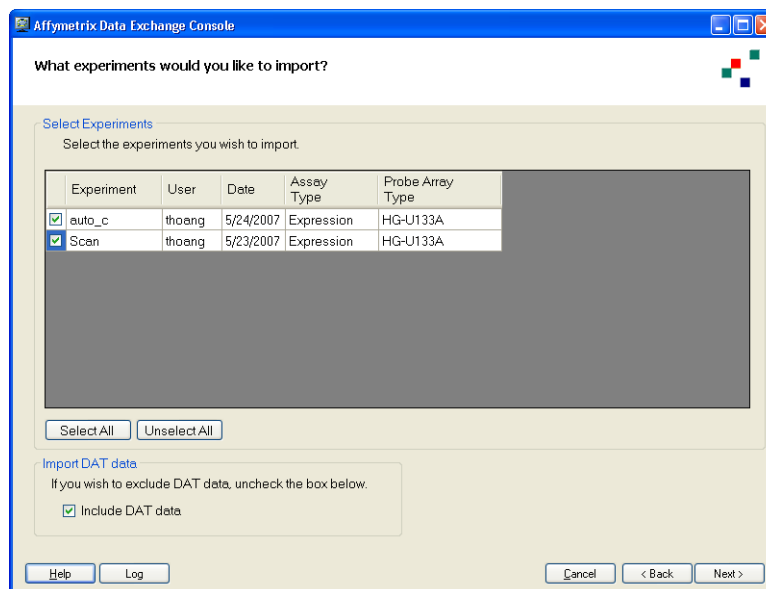 Affymetrix Data Exchange Console
What experiments would you like to import?
Select Experiments
Select the experiments you wish to import.
Experiment User Date Assay Type Probe Array Type
auto_c thoang 5/24/2007 Expression HG-U133A
Scan thoang 5/23/2007 Expression HG-U133A
Select All Unselect All
Import DAT data
If you wish to exclude DAT data, uncheck the box below.
Include DAT data
Help Log Cancel < Back Next >